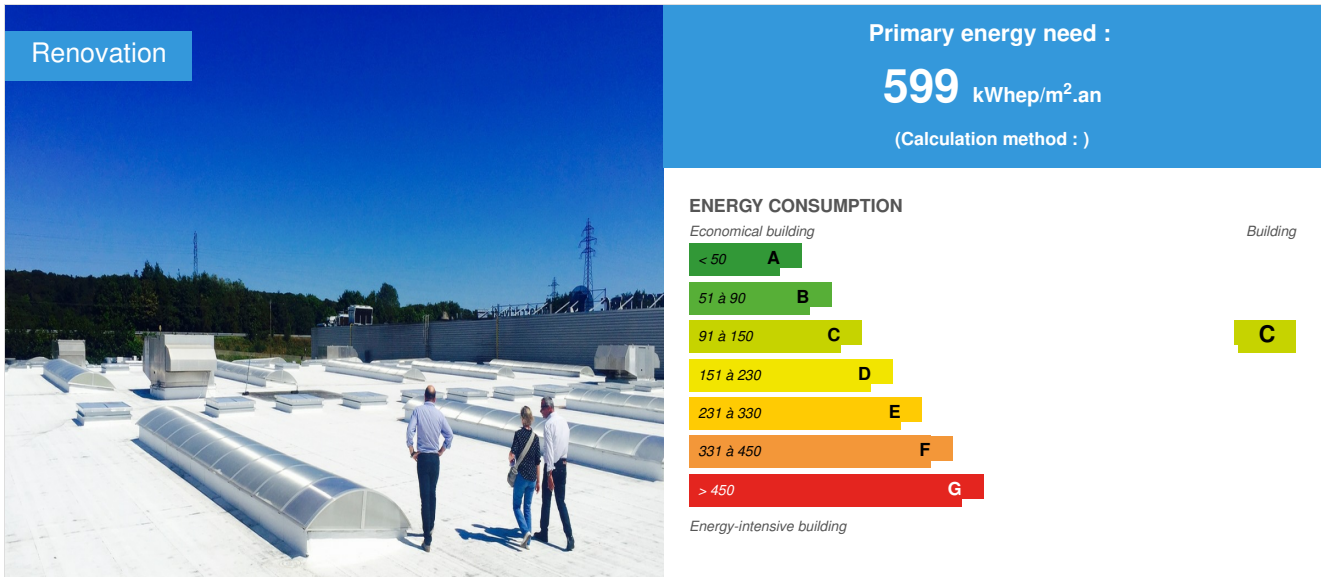 Renovation
Primary energy need :
599 kWhep/m².an
(Calculation method : )
ENERGY CONSUMPTION
Economical building
Building
< 50 A
51 à 90 B
91 à 150 C
C
151 à 230 D
231 à 330 E
331 à 450 F
> 450 G
Energy-intensive building